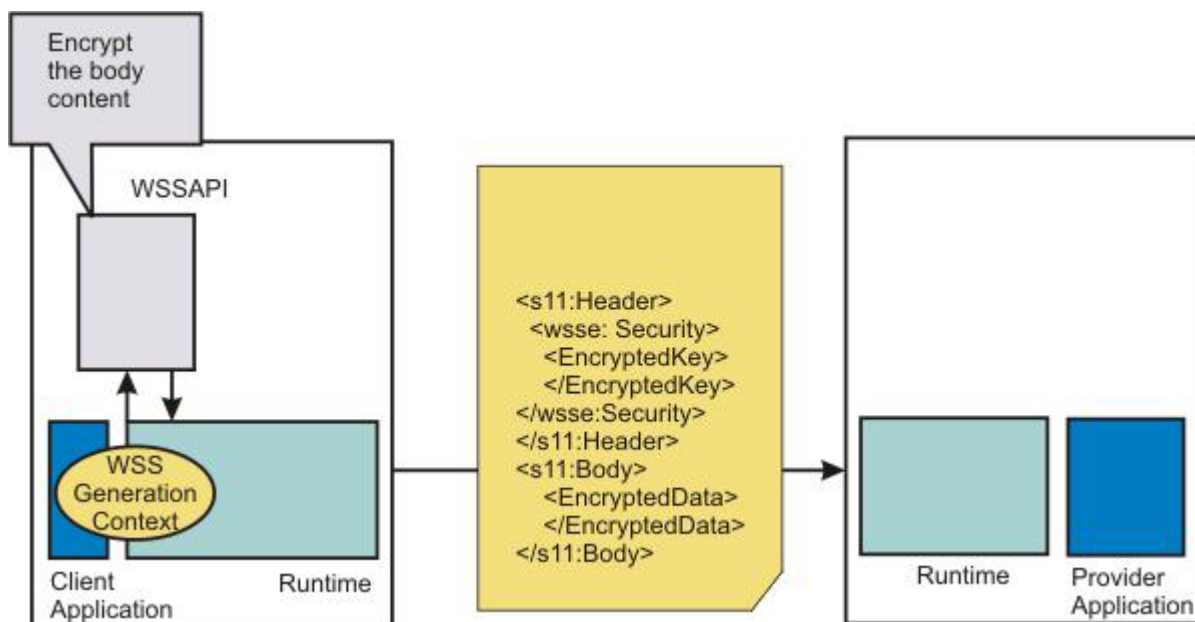 Encrypt
the body
content
WSSAPI
WSS
Generation
Context
Client
Application
Runtime
<s11:Header>
<wsse: Security>
<EncryptedKey>
</EncryptedKey>
</wsse:Security>
</s11:Header>
<s11:Body>
<EncryptedData>
</EncryptedData>
</s11:Body>
Runtime
Provider
Application